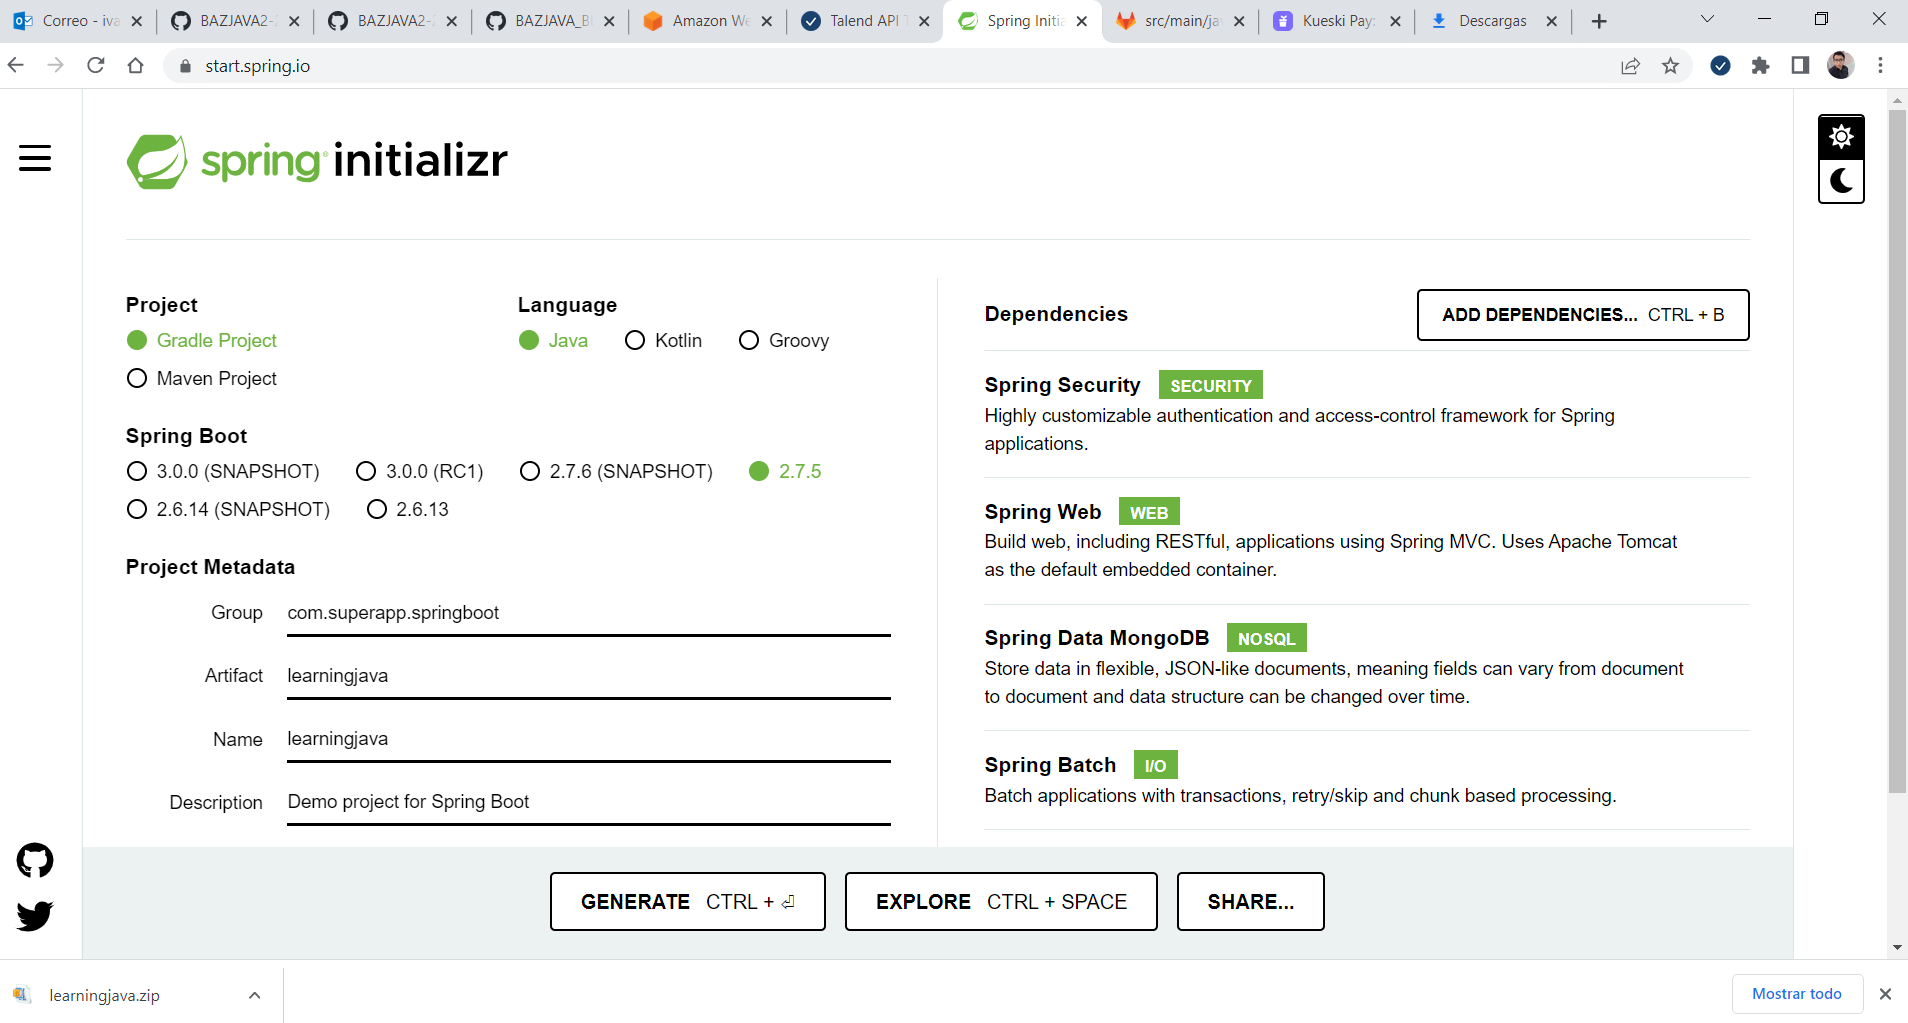 Correo - iva
BAZJAVA2-
BAZJAVA2-
BAZJAVA_B
Amazon We
Talend API T
Spring Initia
src/main/jav
Kueski Pay:
Descargas
start.spring.io
spring initializr
Project
Gradle Project
Maven Project
Language
Java Kotlin Groovy
Spring Boot
3.0.0 (SNAPSHOT) 3.0.0 (RC1) 2.7.6 (SNAPSHOT) 2.7.5
2.6.14 (SNAPSHOT) 2.6.13
Project Metadata
Group com.superapp.springboot
Artifact learningjava
Name learningjava
Description Demo project for Spring Boot
Dependencies
ADD DEPENDENCIES... CTRL + B
Spring Security SECURITY
Highly customizable authentication and access-control framework for Spring
applications.
Spring Web WEB
Build web, including RESTful, applications using Spring MVC. Uses Apache Tomcat
as the default embedded container.
Spring Data MongoDB NOSQL
Store data in flexible, JSON-like documents, meaning fields can vary from document
to document and data structure can be changed over time.
Spring Batch I/O
Batch applications with transactions, retry/skip and chunk based processing.
GENERATE CTRL + ⏎
EXPLORE CTRL + SPACE
SHARE...
learningjava.zip
Mostrar todo